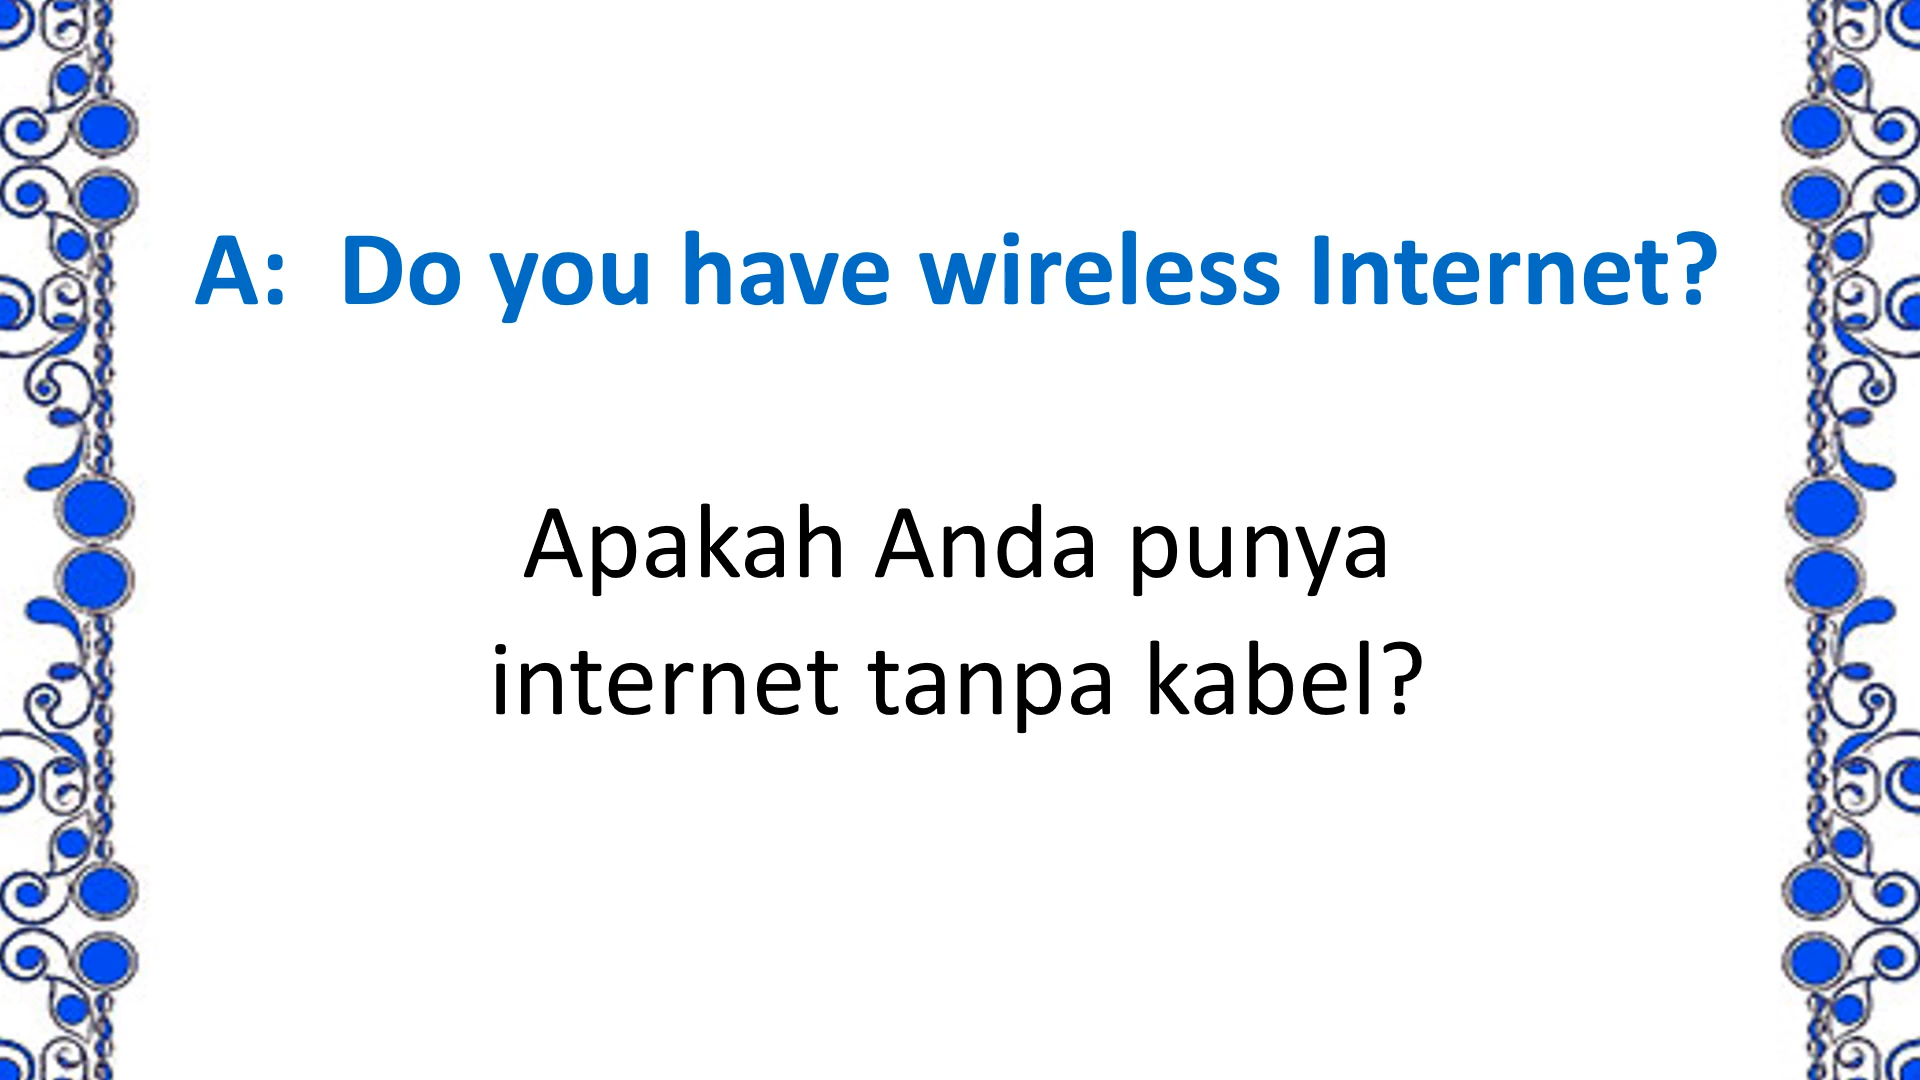 A:  Do you have wireless Internet?
Apakah Anda punya
internet tanpa kabel?